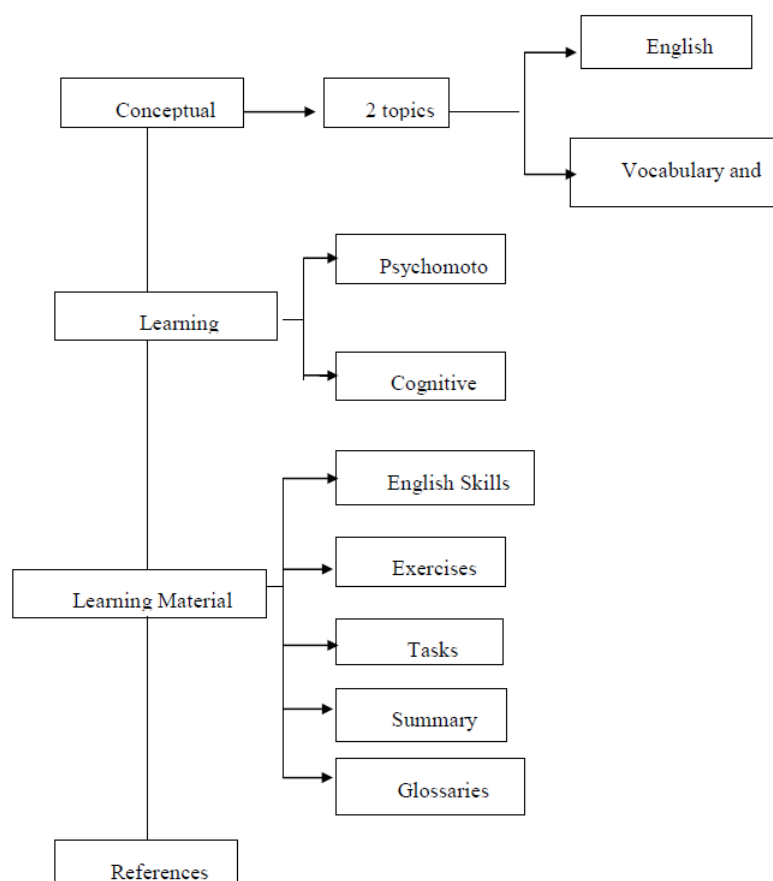 English
Conceptual
2 topics
Vocabulary and
Psychomoto
Learning
Cognitive
English Skills
Exercises
Learning Material
Tasks
Summary
Glossaries
References